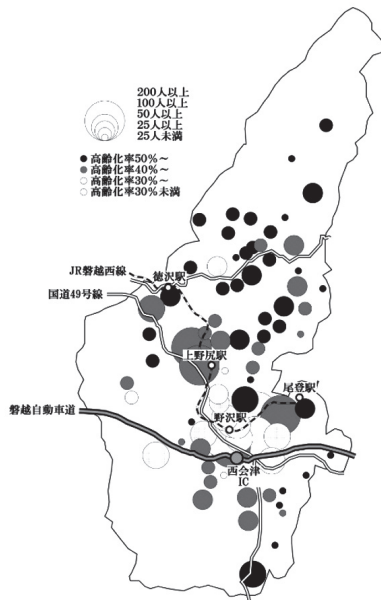 200人以上
100人以上
50人以上
25人以上
25人未満
高齢化率50%~
高齢化率40%~
高齢化率30%~
高齢化率30%未満
JR磐越西線
徳沢駅
国道49号線
上野尻駅
尾登駅
磐越自動車道
野沢駅
西会津
IC